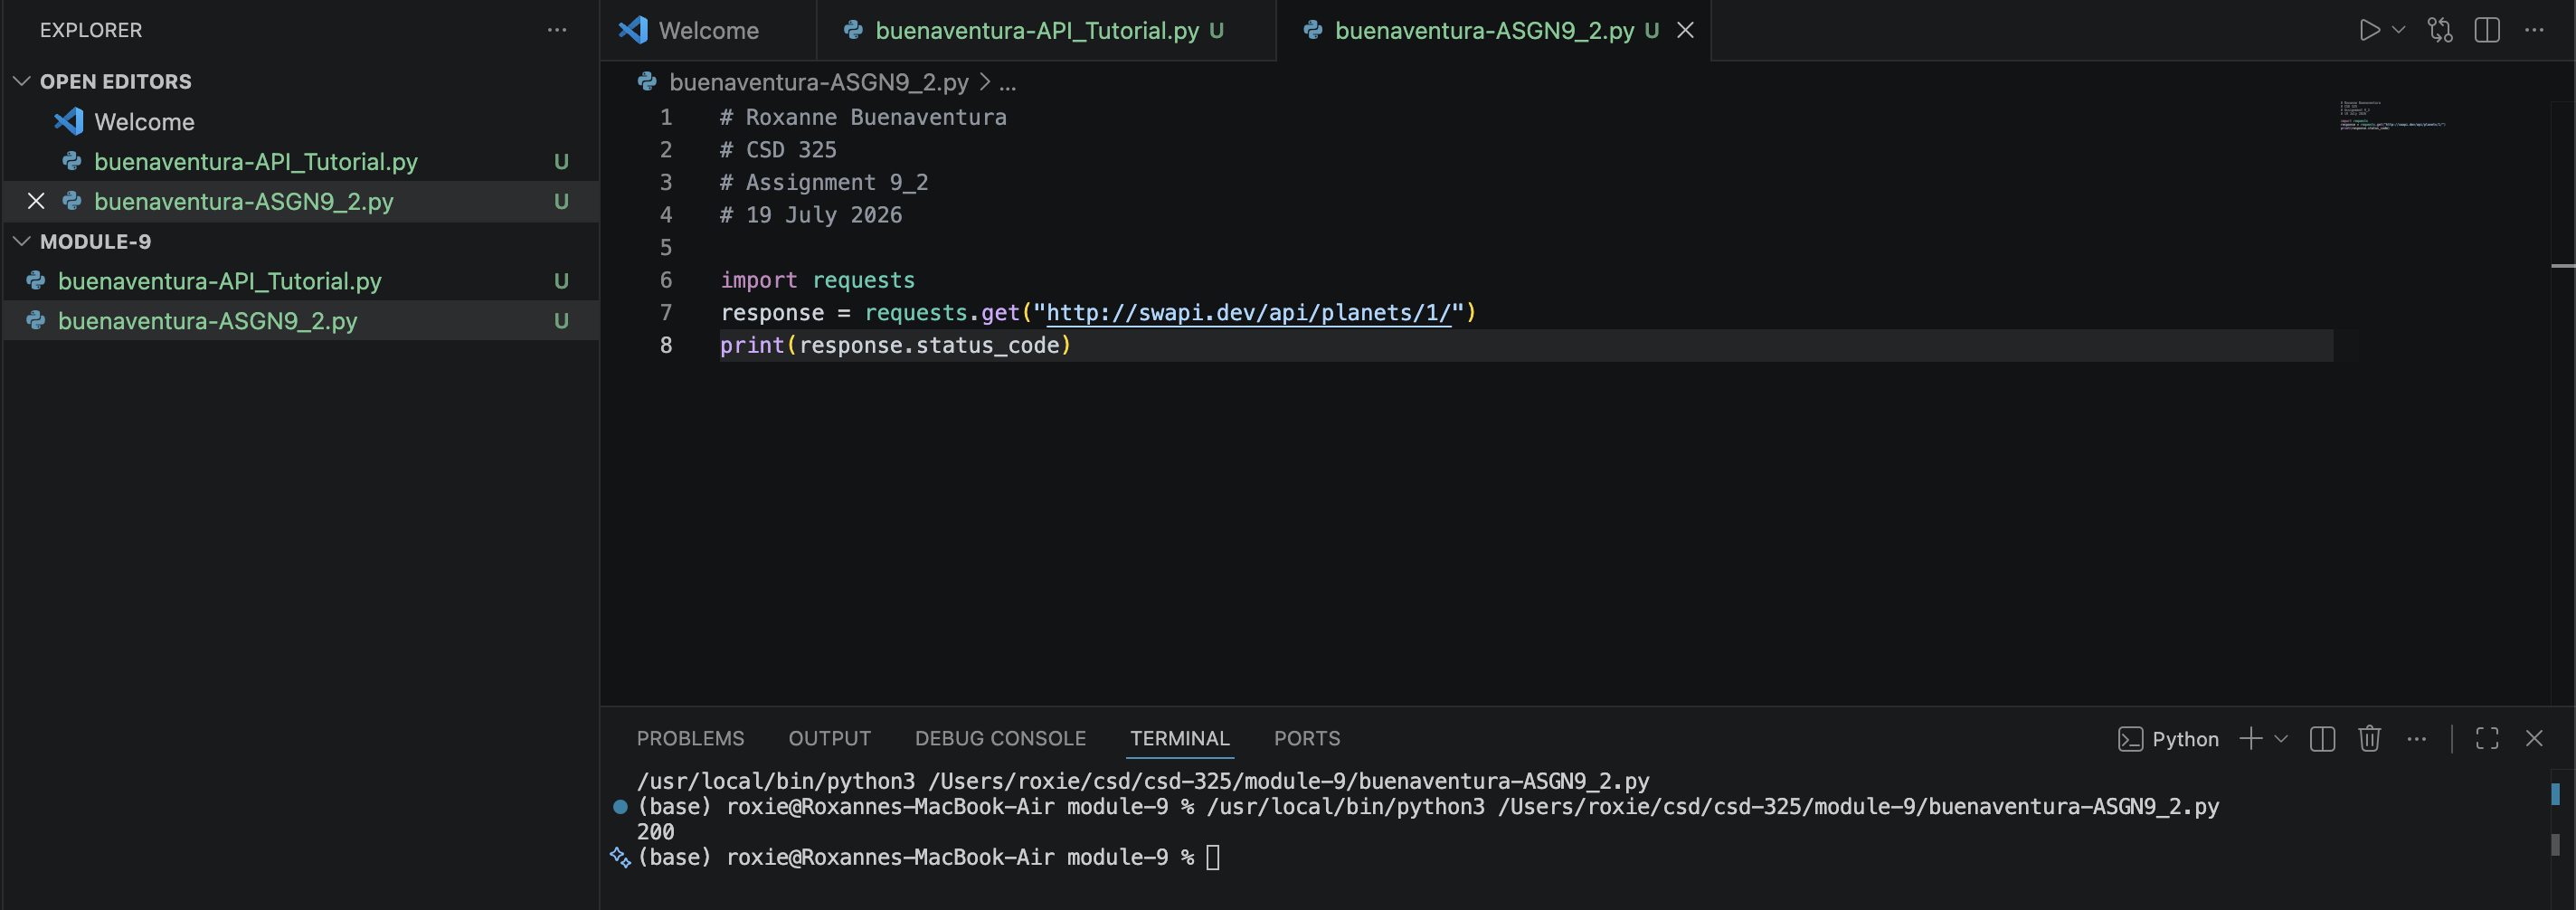 EXPLORER
OPEN EDITORS
Welcome
buenaventura-API_Tutorial.py U
buenaventura-ASGN9_2.py U
MODULE-9
buenaventura-API_Tutorial.py U
buenaventura-ASGN9_2.py U
Welcome buenaventura-API_Tutorial.py U buenaventura-ASGN9_2.py U
buenaventura-ASGN9_2.py > ...
1 # Roxanne Buenaventura
2 # CSD 325
3 # Assignment 9_2
4 # 19 July 2026
5
6 import requests
7 response = requests.get("http://swapi.dev/api/planets/1/")
8 print(response.status_code)
PROBLEMS OUTPUT DEBUG CONSOLE TERMINAL PORTS Python
/usr/local/bin/python3 /Users/roxie/csd/csd-325/module-9/buenaventura-ASGN9_2.py
(base) roxie@Roxannes-MacBook-Air module-9 % /usr/local/bin/python3 /Users/roxie/csd/csd-325/module-9/buenaventura-ASGN9_2.py
200
(base) roxie@Roxannes-MacBook-Air module-9 %